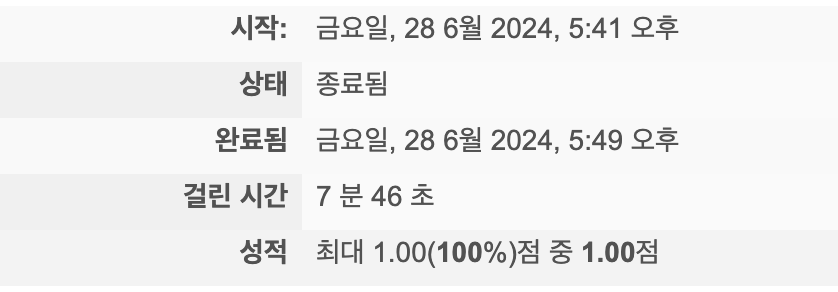 시작: 금요일, 28 6월 2024, 5:41 오후
상태 종료됨
완료됨 금요일, 28 6월 2024, 5:49 오후
걸린 시간 7 분 46 초
성적 최대 1.00(100%)점 중 1.00점